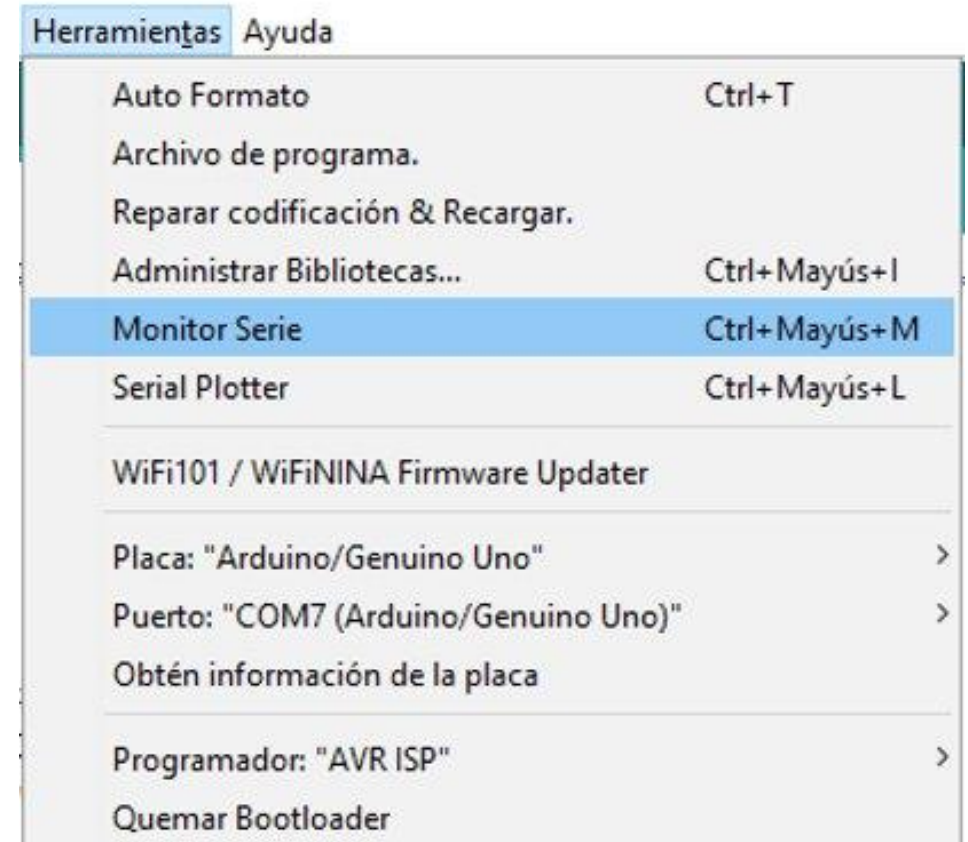 Herramientas Ayuda
Auto Formato Ctrl+T
Archivo de programa.
Reparar codificación & Recargar.
Administrar Bibliotecas... Ctrl+Mayús+I
Monitor Serie Ctrl+Mayús+M
Serial Plotter Ctrl+Mayús+L
WiFi101 / WiFiNINA Firmware Updater
Placa: "Arduino/Genuino Uno" >
Puerto: "COM7 (Arduino/Genuino Uno)" >
Obtén información de la placa
Programador: "AVR ISP" >
Quemar Bootloader